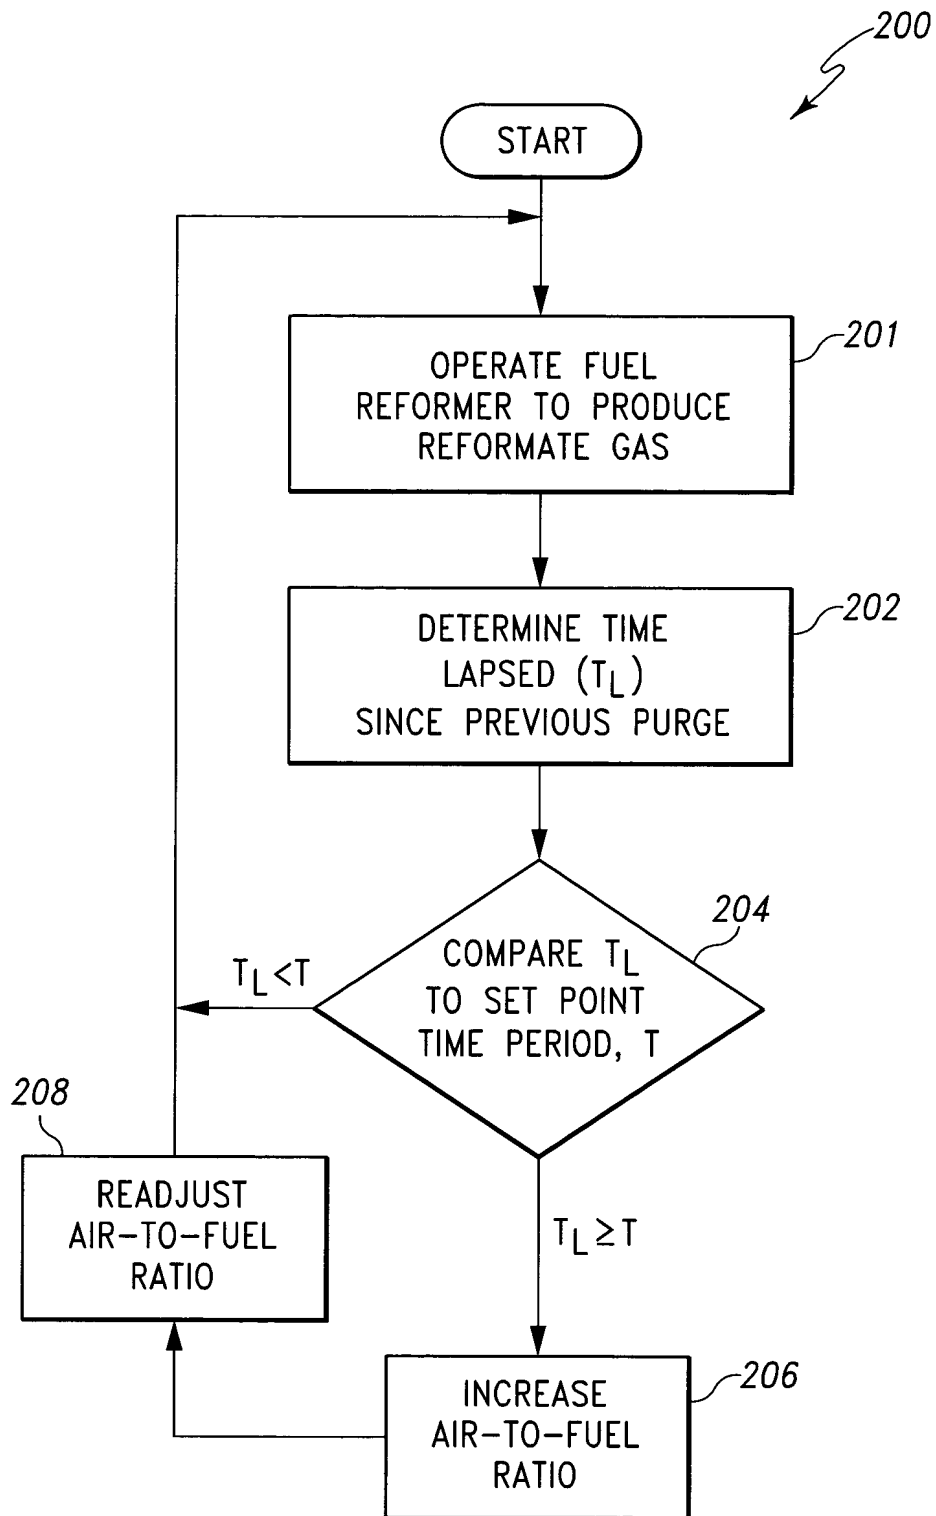 200
START
201
OPERATE FUEL
REFORMER TO PRODUCE
REFORMATE GAS
202
DETERMINE TIME
LAPSED (TL)
SINCE PREVIOUS PURGE
204
COMPARE TL
TO SET POINT
TIME PERIOD, T
TL<T
208
READJUST
AIR-TO-FUEL
RATIO
TL≥T
206
INCREASE
AIR-TO-FUEL
RATIO